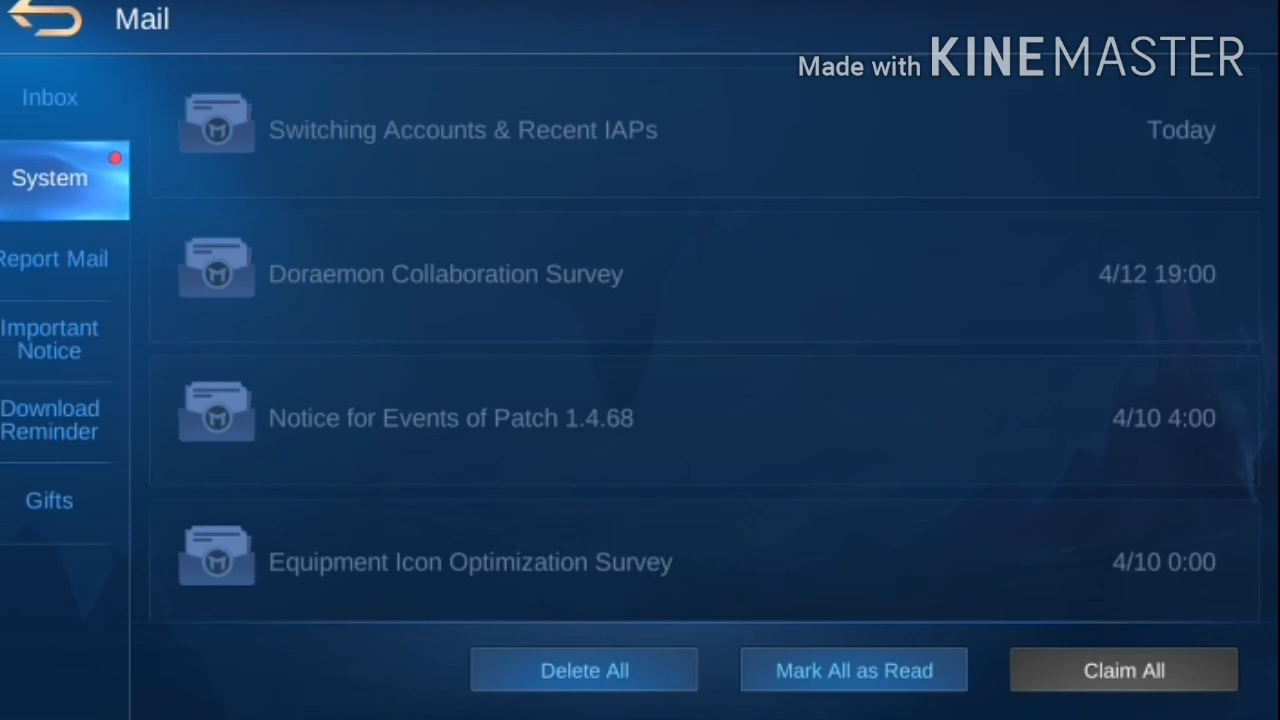 Mail
Made with KINEMASTER
Inbox
System
Report Mail
Important
Notice
Download
Reminder
Gifts
Switching Accounts & Recent IAPs
Today
Doraemon Collaboration Survey
4/12 19:00
Notice for Events of Patch 1.4.68
4/10 4:00
Equipment Icon Optimization Survey
4/10 0:00
Delete All
Mark All as Read
Claim All